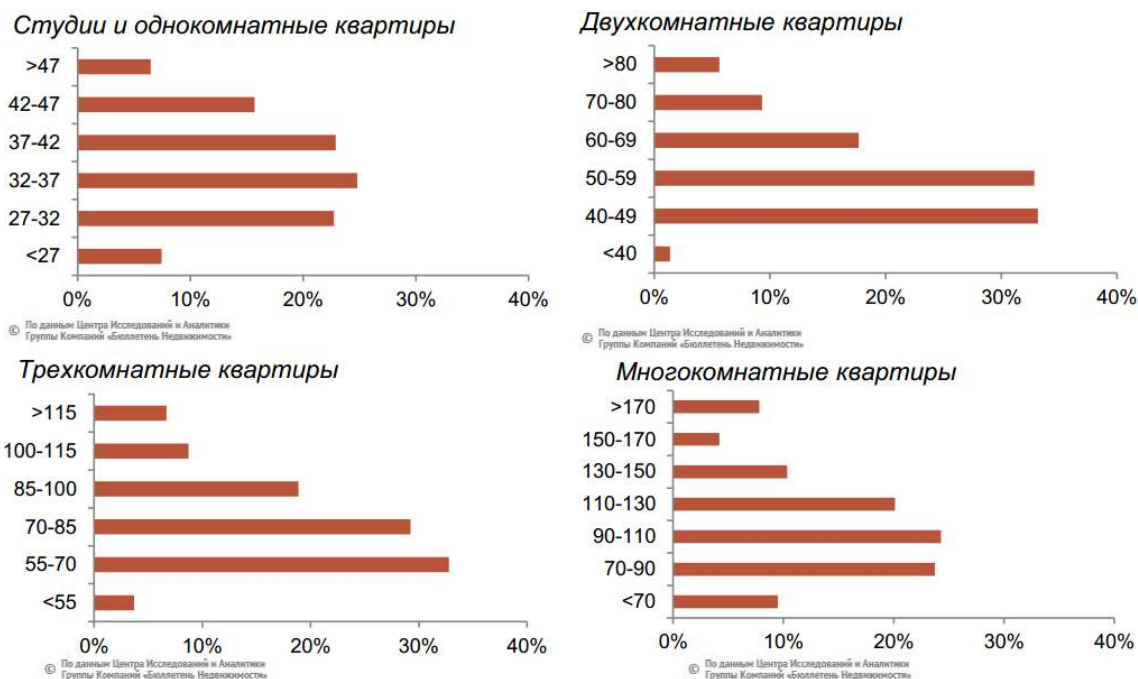 Студии и однокомнатные квартиры
>47
42-47
37-42
32-37
27-32
<27
0% 10% 20% 30% 40%
© По данным Центра Исследований и Аналитики
Группы Компаний «Бюллетень Недвижимости»
Двухкомнатные квартиры
>80
70-80
60-69
50-59
40-49
<40
0% 10% 20% 30% 40%
© По данным Центра Исследований и Аналитики
Группы Компаний «Бюллетень Недвижимости»
Трехкомнатные квартиры
>115
100-115
85-100
70-85
55-70
<55
0% 10% 20% 30% 40%
© По данным Центра Исследований и Аналитики
Группы Компаний «Бюллетень Недвижимости»
Многокомнатные квартиры
>170
150-170
130-150
110-130
90-110
70-90
<70
0% 10% 20% 30% 40%
© По данным Центра Исследований и Аналитики
Группы Компаний «Бюллетень Недвижимости»